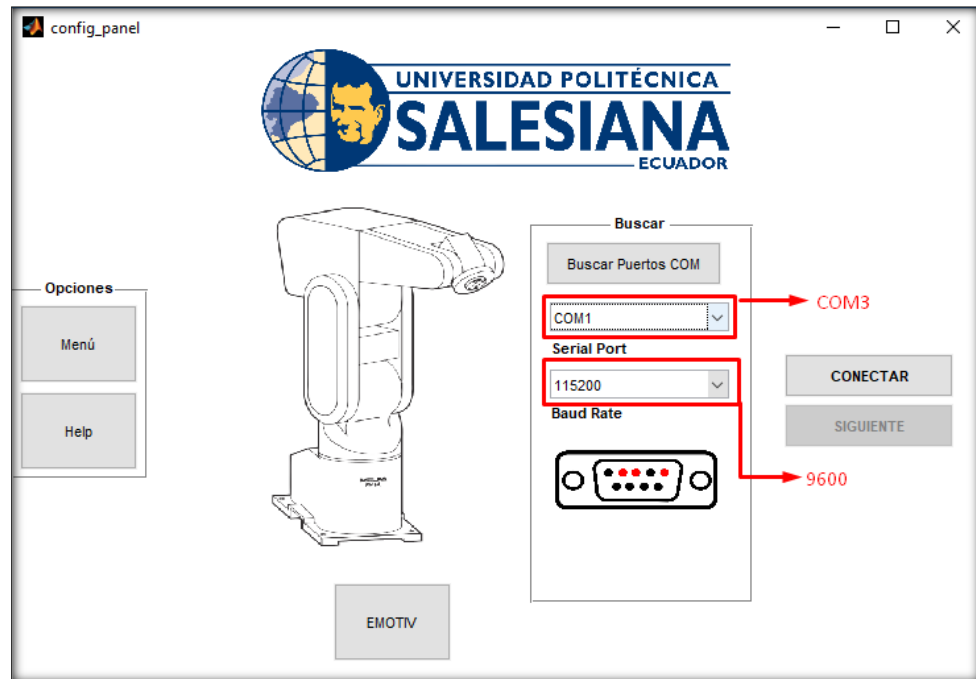 config_panel
UNIVERSIDAD POLITÉCNICA
SALESIANA
ECUADOR
Opciones
Menú
Help
Buscar
Buscar Puertos COM
COM1
COM3
Serial Port
115200
Baud Rate
9600
CONECTAR
SIGUIENTE
EMOTIV